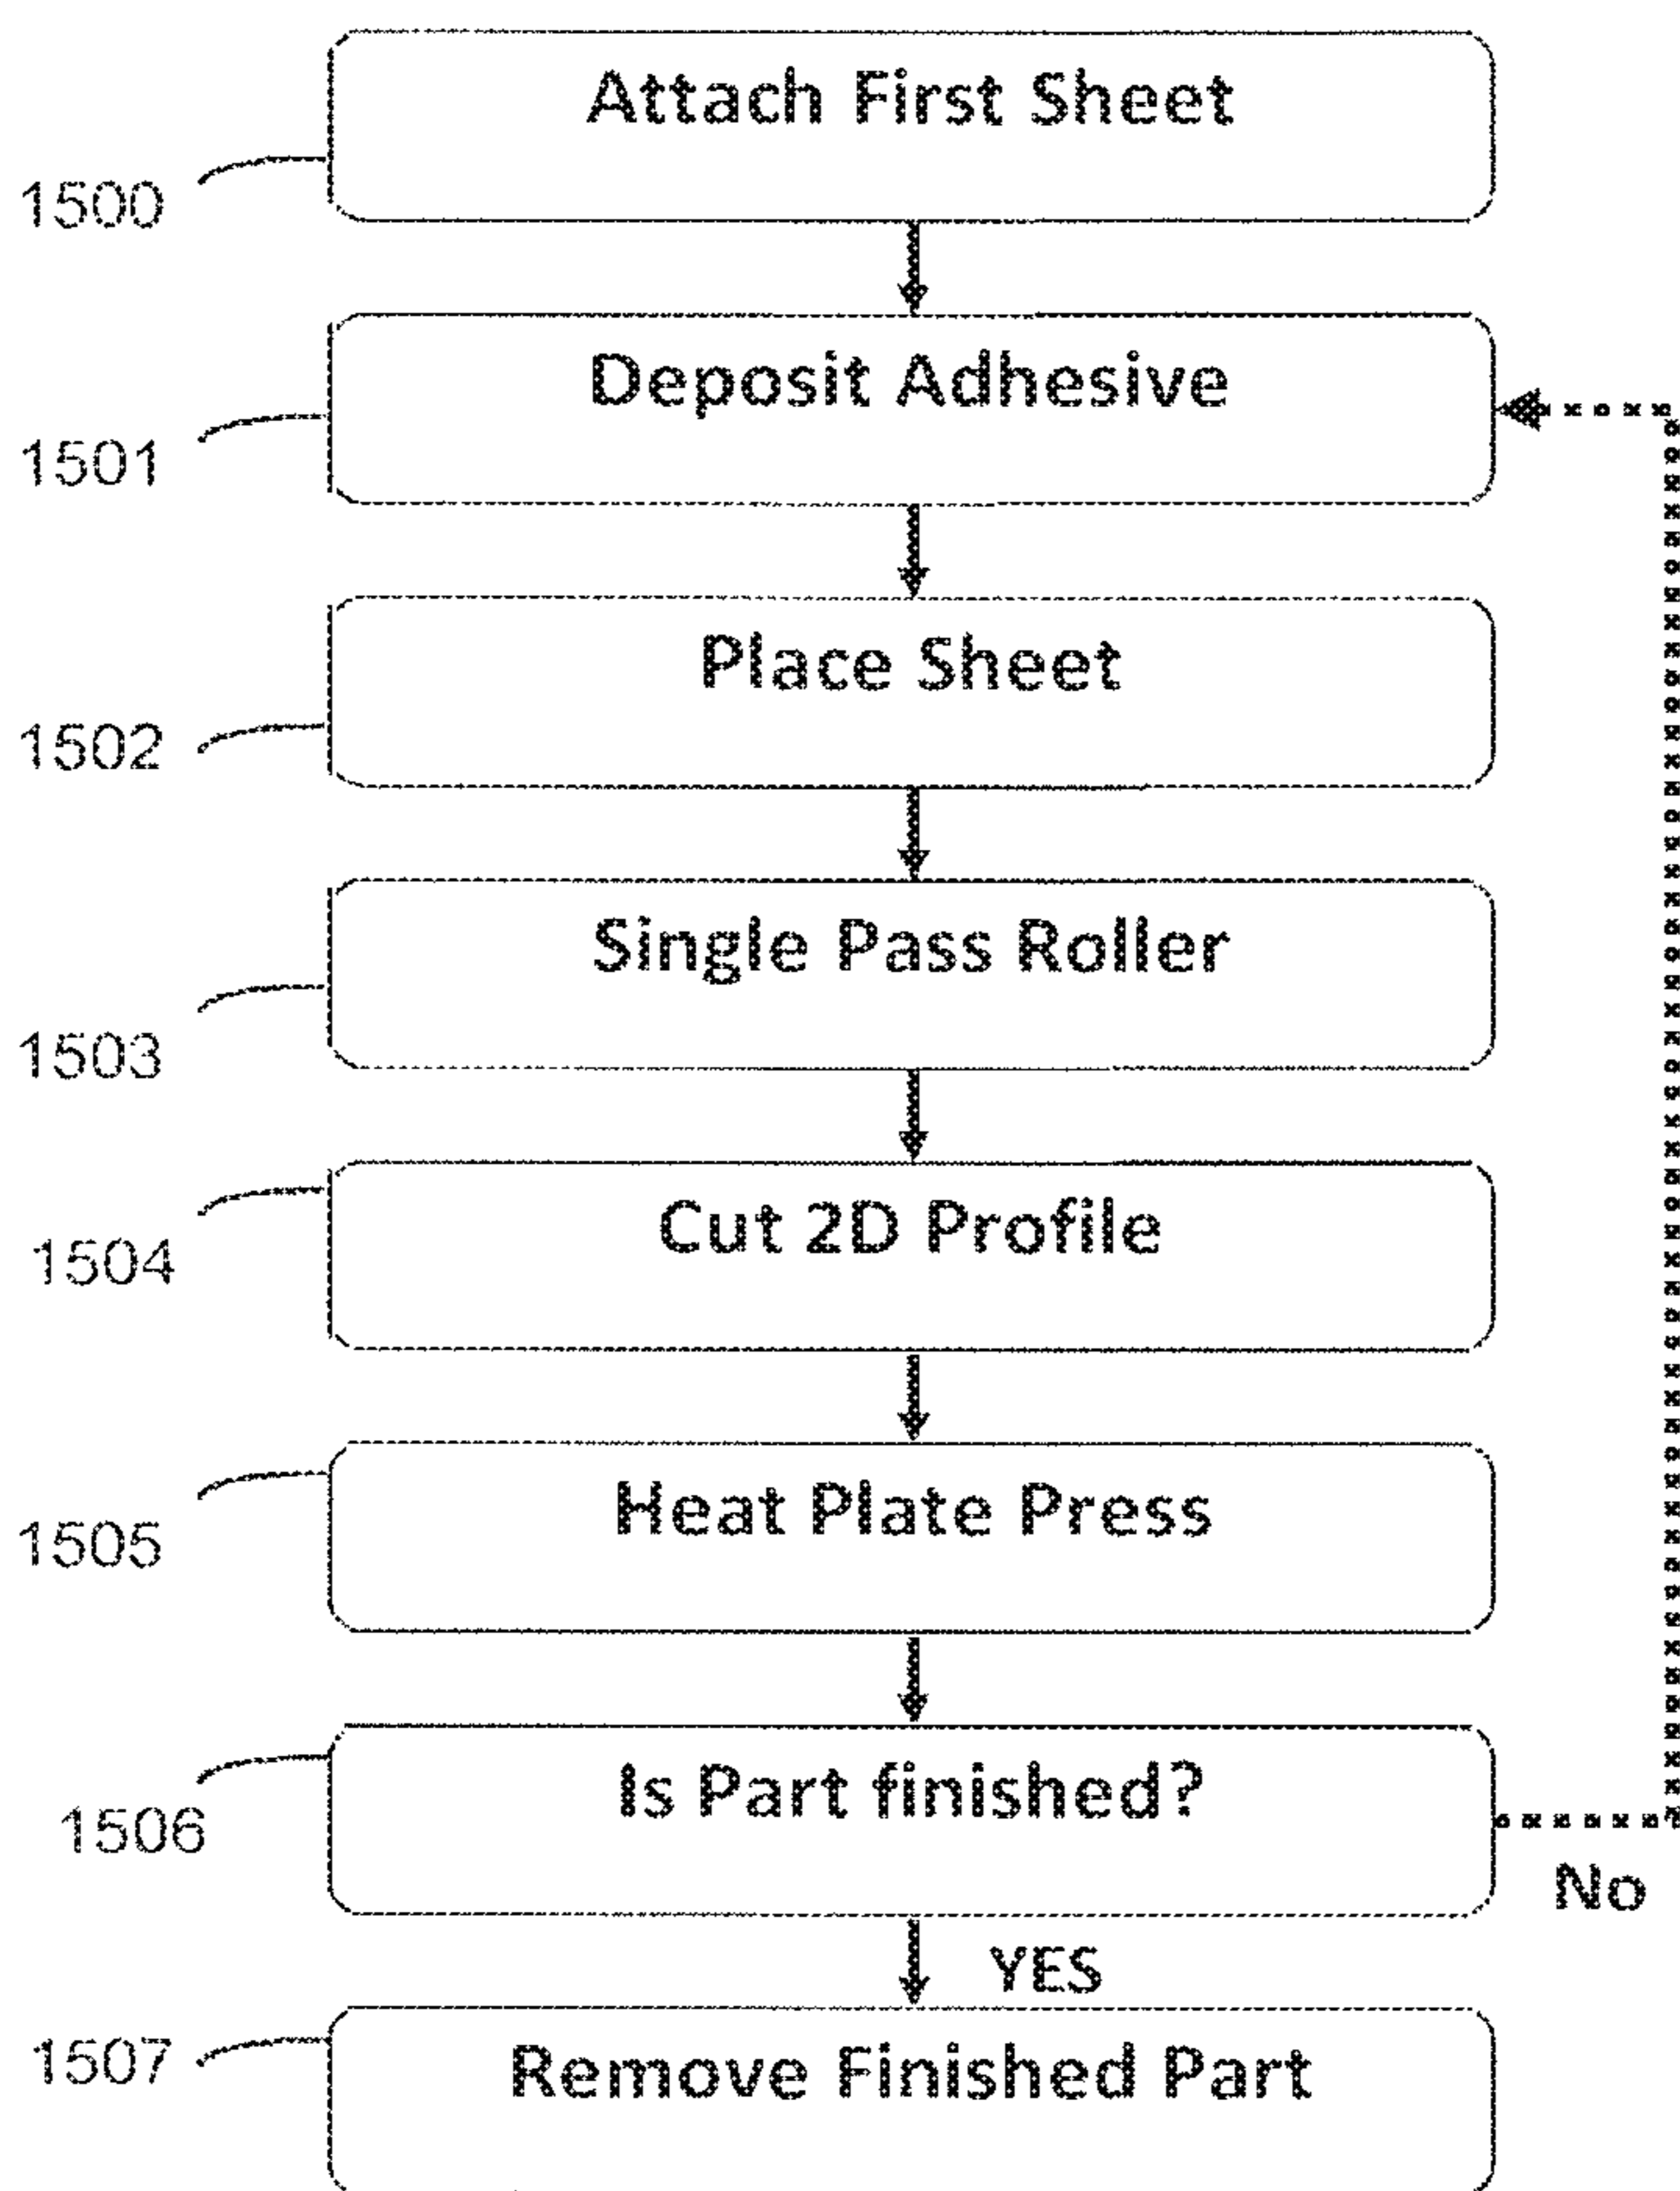 Attach First Sheet
1500
Deposit Adhesive
1501
Place Sheet
1502
Single Pass Roller
1503
Cut 2D Profile
1504
Heat Plate Press
1505
Is Part finished?
1506
No
YES
Remove Finished Part
1507